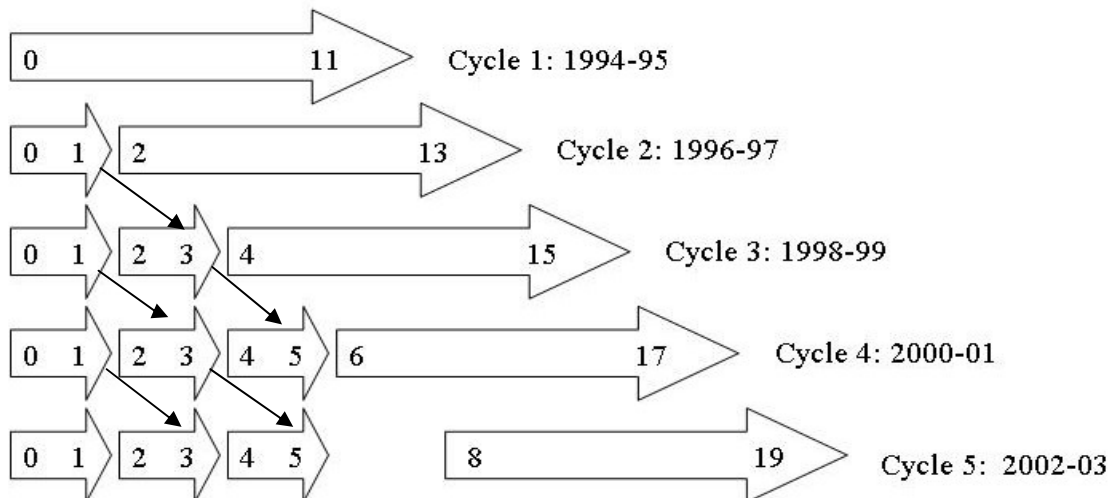 0 11 Cycle 1: 1994-95
0 1 2 13 Cycle 2: 1996-97
0 1 2 3 4 15 Cycle 3: 1998-99
0 1 2 3 4 5 6 17 Cycle 4: 2000-01
0 1 2 3 4 5 8 19 Cycle 5: 2002-03